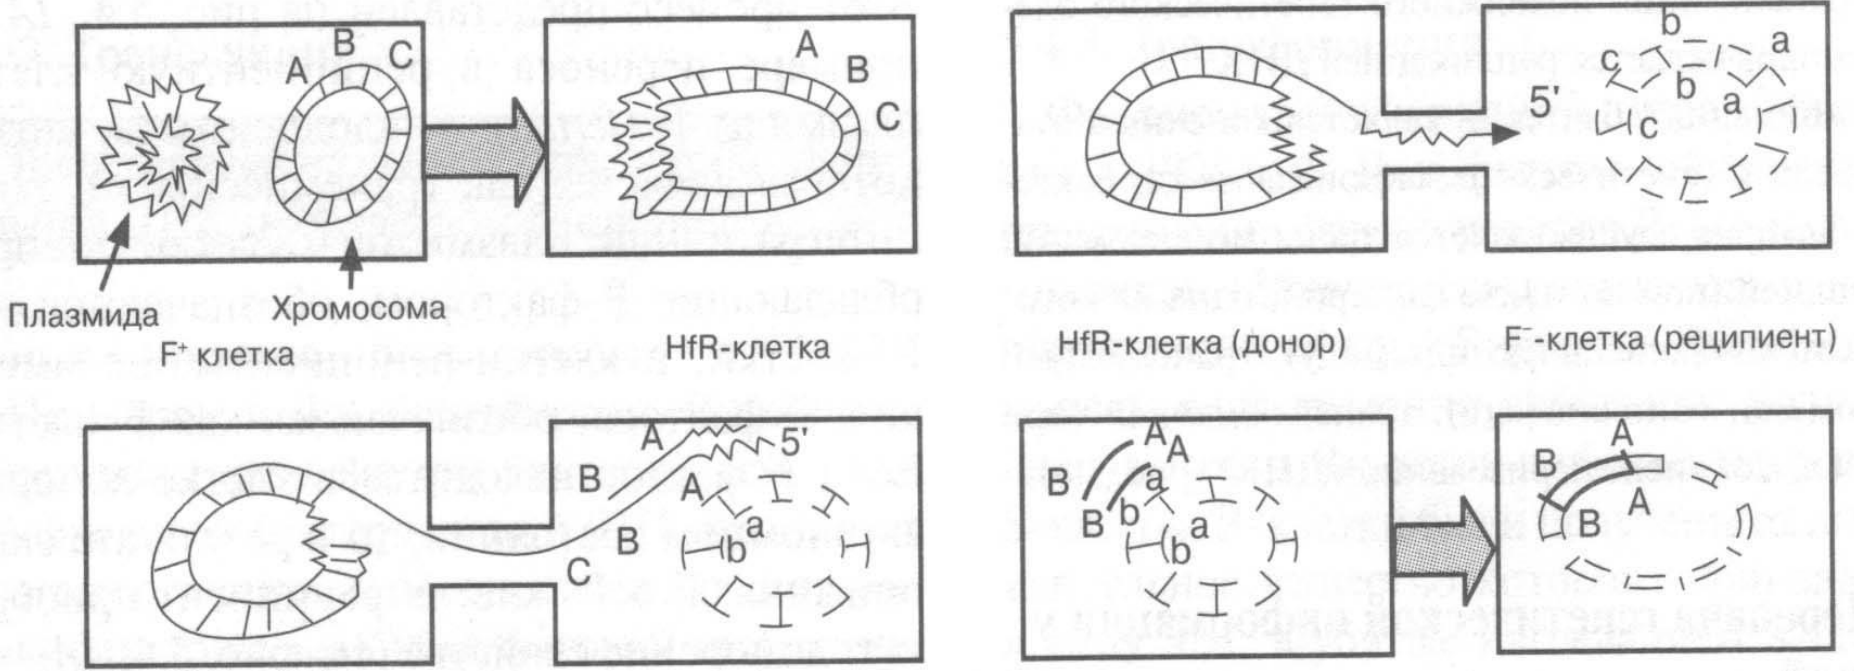 B
C
A
A
B
C
Плазмида
Хромосома
F⁺ клетка
HfR-клетка
b
a
c
b
a
c
5'
HfR-клетка (донор)
F⁻-клетка (реципиент)
A
5'
B
A
a
b
B
C
A
A
B
a
B
b
a
b
A
B
A
B